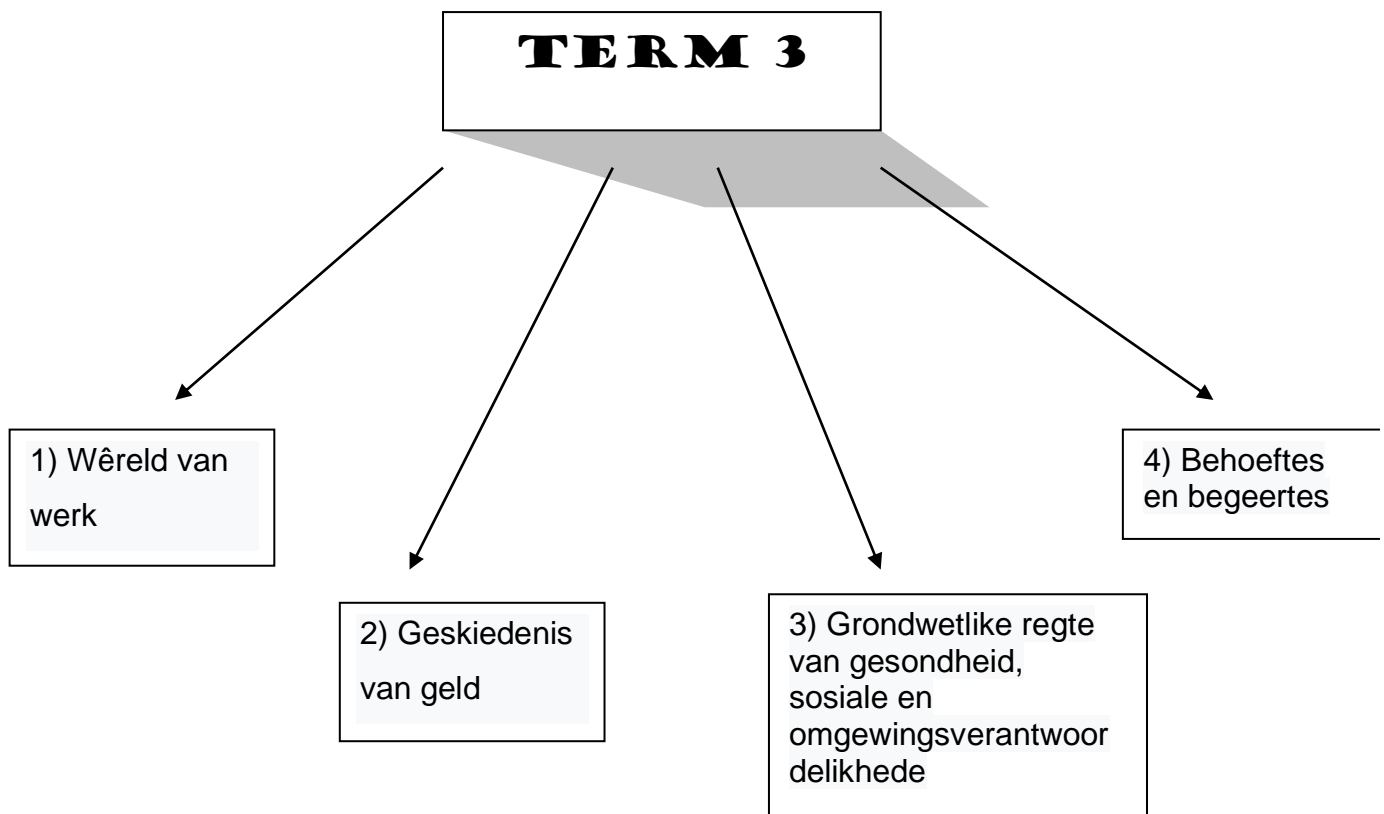 TERM 3
1) Wêreld van
werk
2) Geskiedenis
van geld
3) Grondwetlike regte
van gesondheid,
sosiale en
omgewingsverantwoor
delikhede
4) Behoeftes
en begeertes